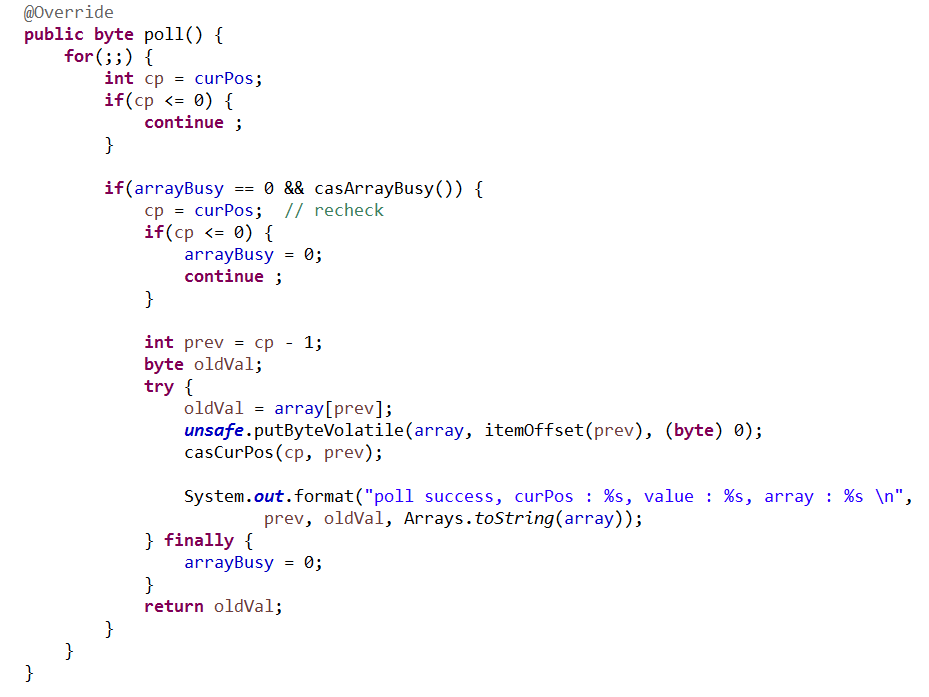 @Override
public byte poll() {
    for(;;) {
        int cp = curPos;
        if(cp <= 0) {
            continue ;
        }

        if(arrayBusy == 0 && casArrayBusy()) {
            cp = curPos;  // recheck
            if(cp <= 0) {
                arrayBusy = 0;
                continue ;
            }

            int prev = cp - 1;
            byte oldVal;
            try {
                oldVal = array[prev];
                unsafe.putByteVolatile(array, itemOffset(prev), (byte) 0);
                casCurPos(cp, prev);

                System.out.format("poll success, curPos : %s, value : %s, array : %s \n",
                        prev, oldVal, Arrays.toString(array));
            } finally {
                arrayBusy = 0;
            }
            return oldVal;
        }
    }
}